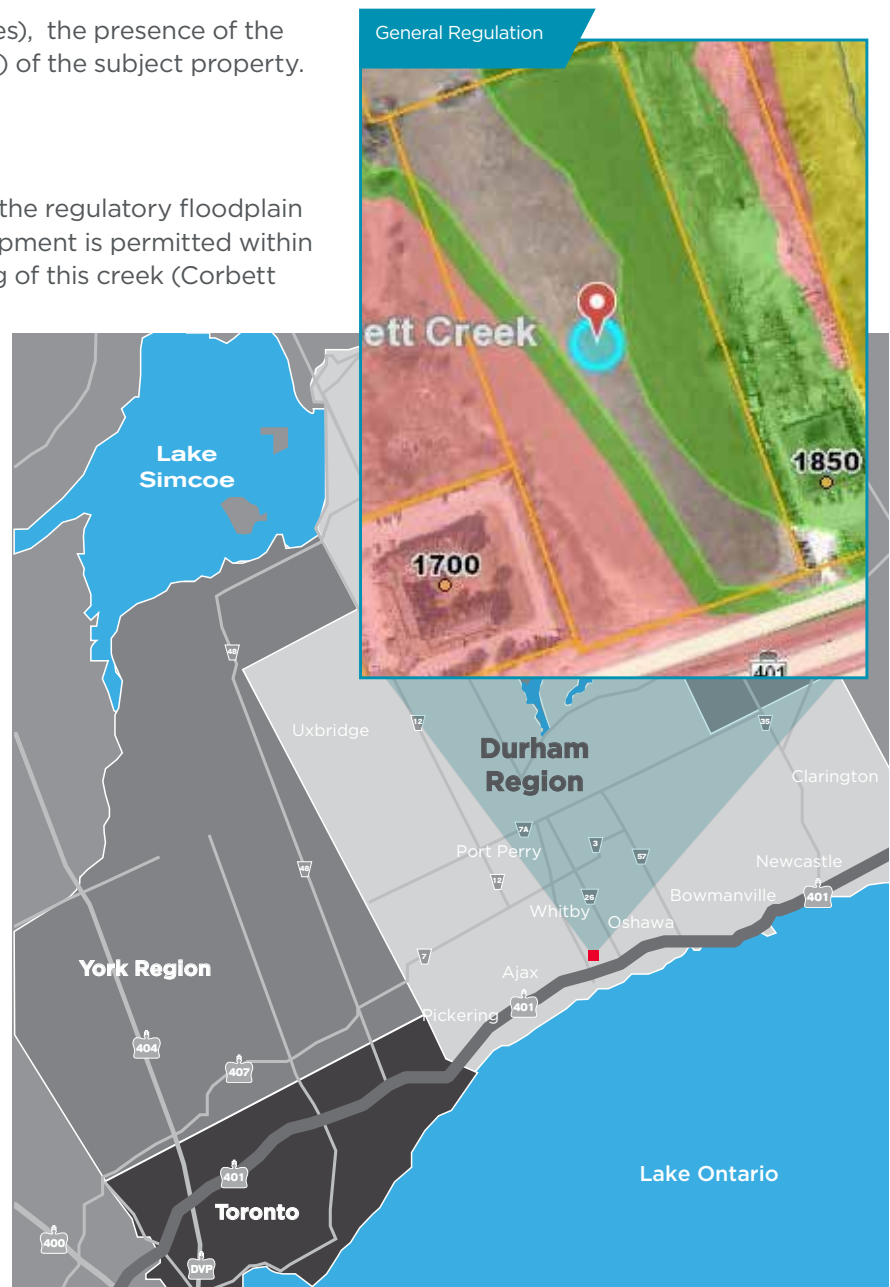 es), the presence of the
) of the subject property.
the regulatory floodplain
pment is permitted within
g of this creek (Corbett
General Regulation
ett Creek
1850
1700
401
Lake
Simcoe
48
Uxbridge
12
35
Durham
Region
Clarington
7A
3
Port Perry
57
12
Newcastle
26
Bowmanville
401
Whitby
Oshawa
48
7
York Region
Ajax
401
Pickering
404
407
401
Lake Ontario
Toronto
400
DVP